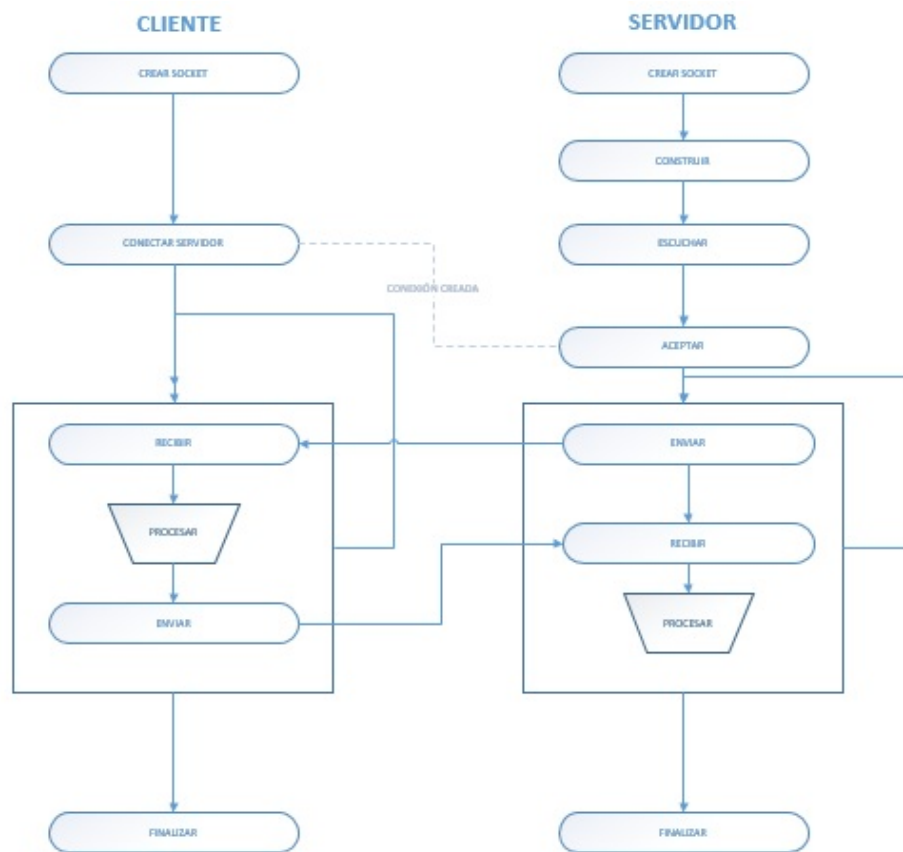 CLIENTE
CREAR SOCKET
CONECTAR SERVIDOR
CONEXIÓN CREADA
RECIBIR
PROCESAR
ENVIAR
FINALIZAR
SERVIDOR
CREAR SOCKET
CONSTRUIR
ESCUCHAR
ACEPTAR
ENVIAR
RECIBIR
PROCESAR
FINALIZAR